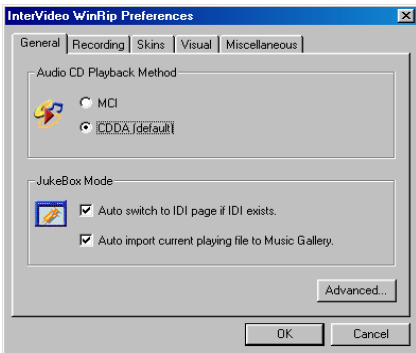 InterVideo WinRip Preferences
General Recording Skins Visual Miscellaneous
Audio CD Playback Method
MCI
CDDA (default)
JukeBox Mode
Auto switch to IDI page if IDI exists.
Auto import current playing file to Music Gallery.
Advanced...
OK Cancel